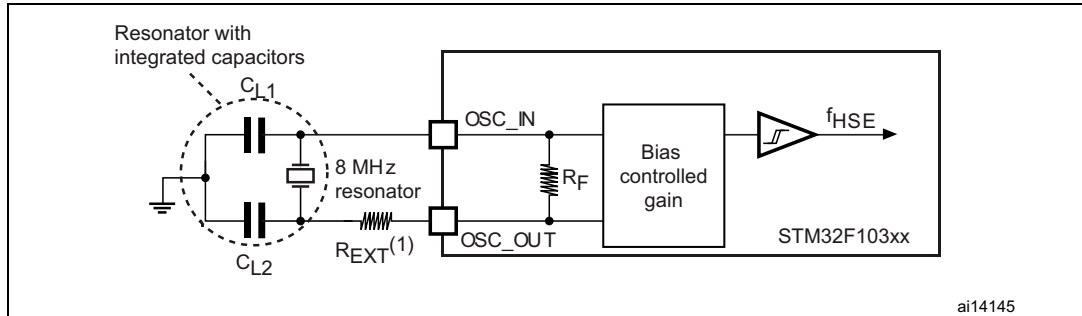 Resonator with
integrated capacitors
CL1
OSC_IN
fHSE
8 MHz
resonator
RF
Bias
controlled
gain
REXT(1)
OSC_OUT
STM32F103xx
CL2
ai14145